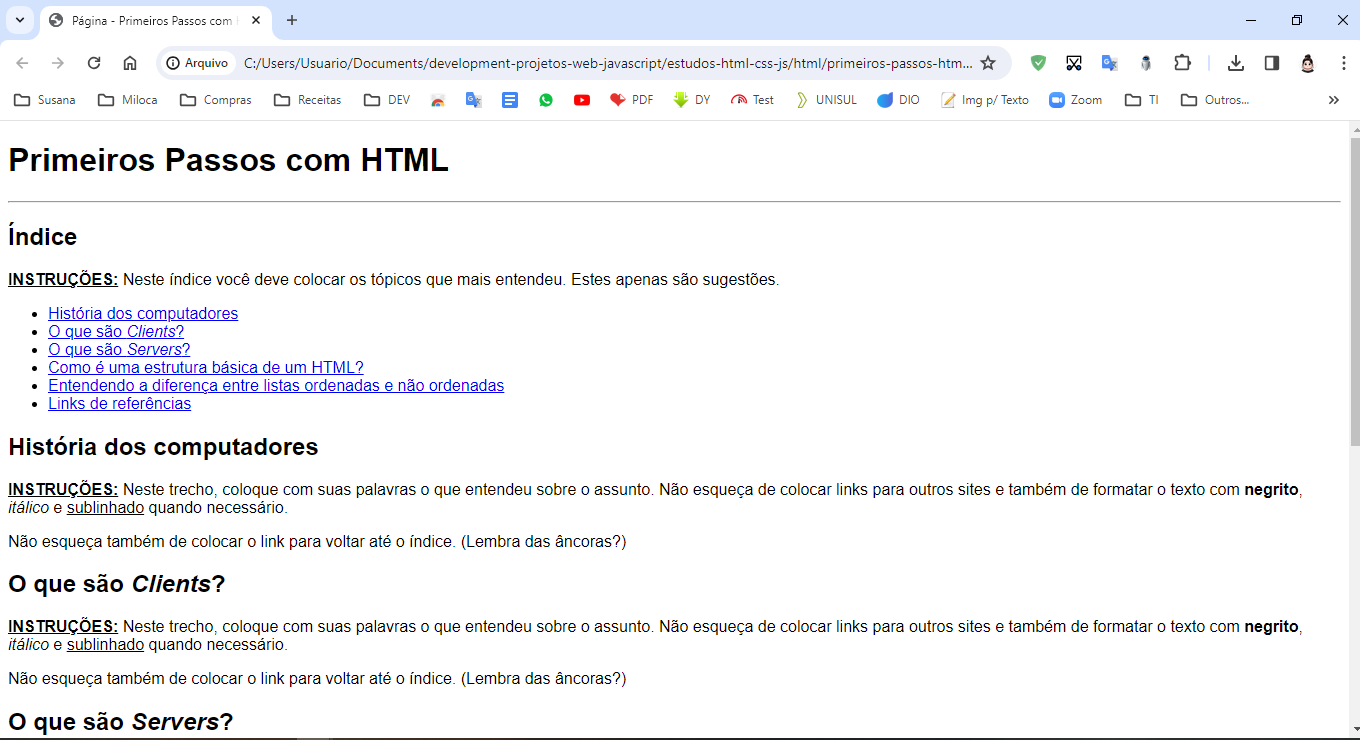 Página - Primeiros Passos com
Arquivo C:/Users/Usuario/Documents/development-projetos-web-javascript/estudos-html-css-js/html/primeiros-passos-htm...
Susana Miloca Compras Receitas DEV PDF DY Test UNISUL DIO Img p/ Texto Zoom TI Outros...
Primeiros Passos com HTML
Índice
INSTRUÇÕES: Neste índice você deve colocar os tópicos que mais entendeu. Estes apenas são sugestões.
• História dos computadores
• O que são Clients?
• O que são Servers?
• Como é uma estrutura básica de um HTML?
• Entendendo a diferença entre listas ordenadas e não ordenadas
• Links de referências
História dos computadores
INSTRUÇÕES: Neste trecho, coloque com suas palavras o que entendeu sobre o assunto. Não esqueça de colocar links para outros sites e também de formatar o texto com negrito,
itálico e sublinhado quando necessário.
Não esqueça também de colocar o link para voltar até o índice. (Lembra das âncoras?)
O que são Clients?
INSTRUÇÕES: Neste trecho, coloque com suas palavras o que entendeu sobre o assunto. Não esqueça de colocar links para outros sites e também de formatar o texto com negrito,
itálico e sublinhado quando necessário.
Não esqueça também de colocar o link para voltar até o índice. (Lembra das âncoras?)
O que são Servers?